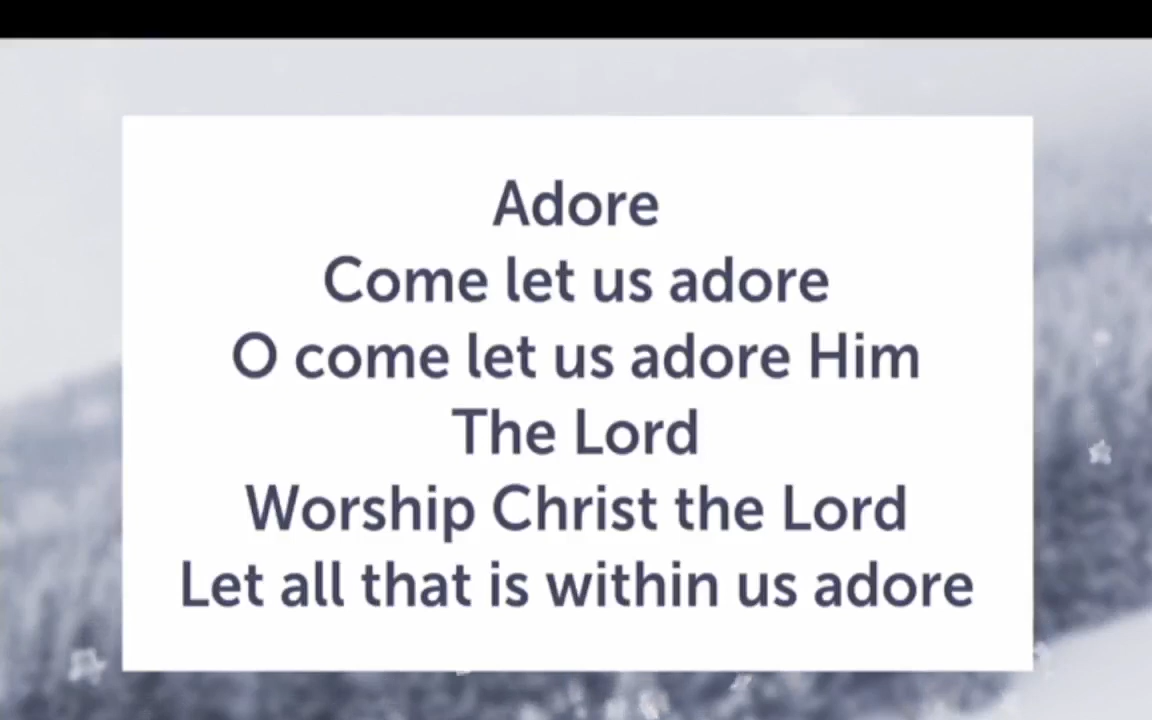 Adore
Come let us adore
O come let us adore Him
The Lord
Worship Christ the Lord
Let all that is within us adore